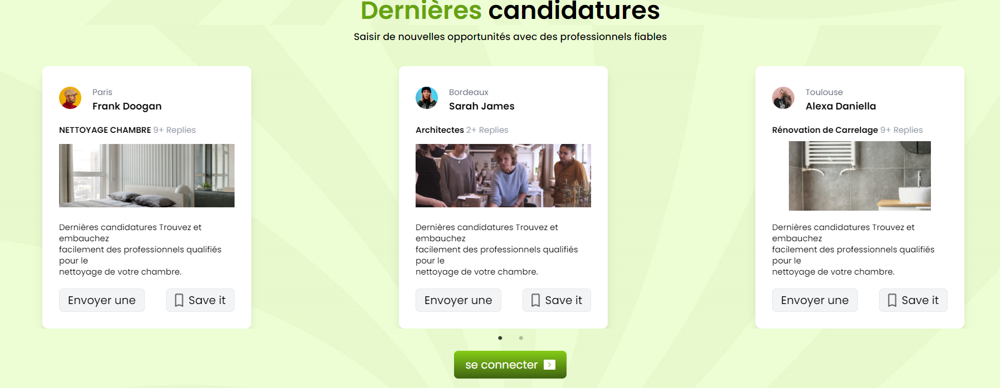 Dernières candidatures
Saisir de nouvelles opportunités avec des professionnels fiables
Paris
Frank Doogan
NETTOYAGE CHAMBRE 9+ Replies
Dernières candidatures Trouvez et
embauchez
facilement des professionnels qualifiés
pour le
nettoyage de votre chambre.
Envoyer une
Save it
Bordeaux
Sarah James
Architectes 2+ Replies
Dernières candidatures Trouvez et
embauchez
facilement des professionnels qualifiés
pour le
nettoyage de votre chambre.
Envoyer une
Save it
Toulouse
Alexa Daniella
Rénovation de Carrelage 9+ Replies
Dernières candidatures Trouvez et
embauchez
facilement des professionnels qualifiés
pour le
nettoyage de votre chambre.
Envoyer une
Save it
se connecter